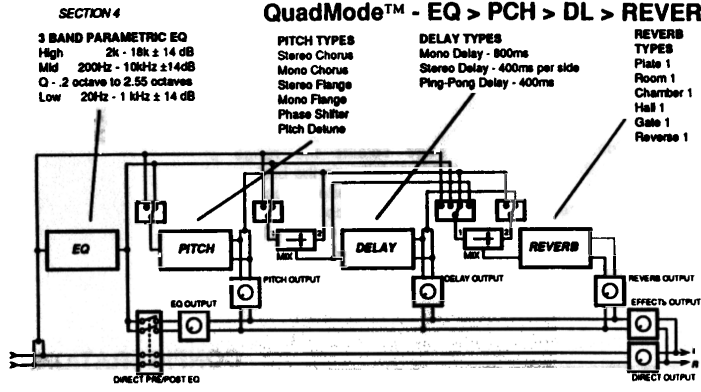 SECTION 4
QuadMode™ - EQ > PCH > DL > REVER
3 BAND PARAMETRIC EQ
High 2k - 18k ± 14 dB
Mid 200Hz - 10kHz ±14dB
Q - .2 octave to 2.55 octaves
Low 20Hz - 1 kHz ± 14 dB
PITCH TYPES
Stereo Chorus
Mono Chorus
Stereo Flange
Mono Flange
Phase Shifter
Pitch Detune
DELAY TYPES
Mono Delay - 800ms
Stereo Delay - 400ms per side
Ping-Pong Delay - 400ms
REVERB
TYPES
Plate 1
Room 1
Chamber 1
Hall 1
Gate 1
Reverse 1
EQ
PITCH
1 2
MIX
DELAY
1 2
MIX
REVERB
PITCH OUTPUT
DELAY OUTPUT
REVERB OUTPUT
EQ OUTPUT
EFFECTs OUTPUT
DIRECT PRE/POST EQ
DIRECT OUTPUT
R